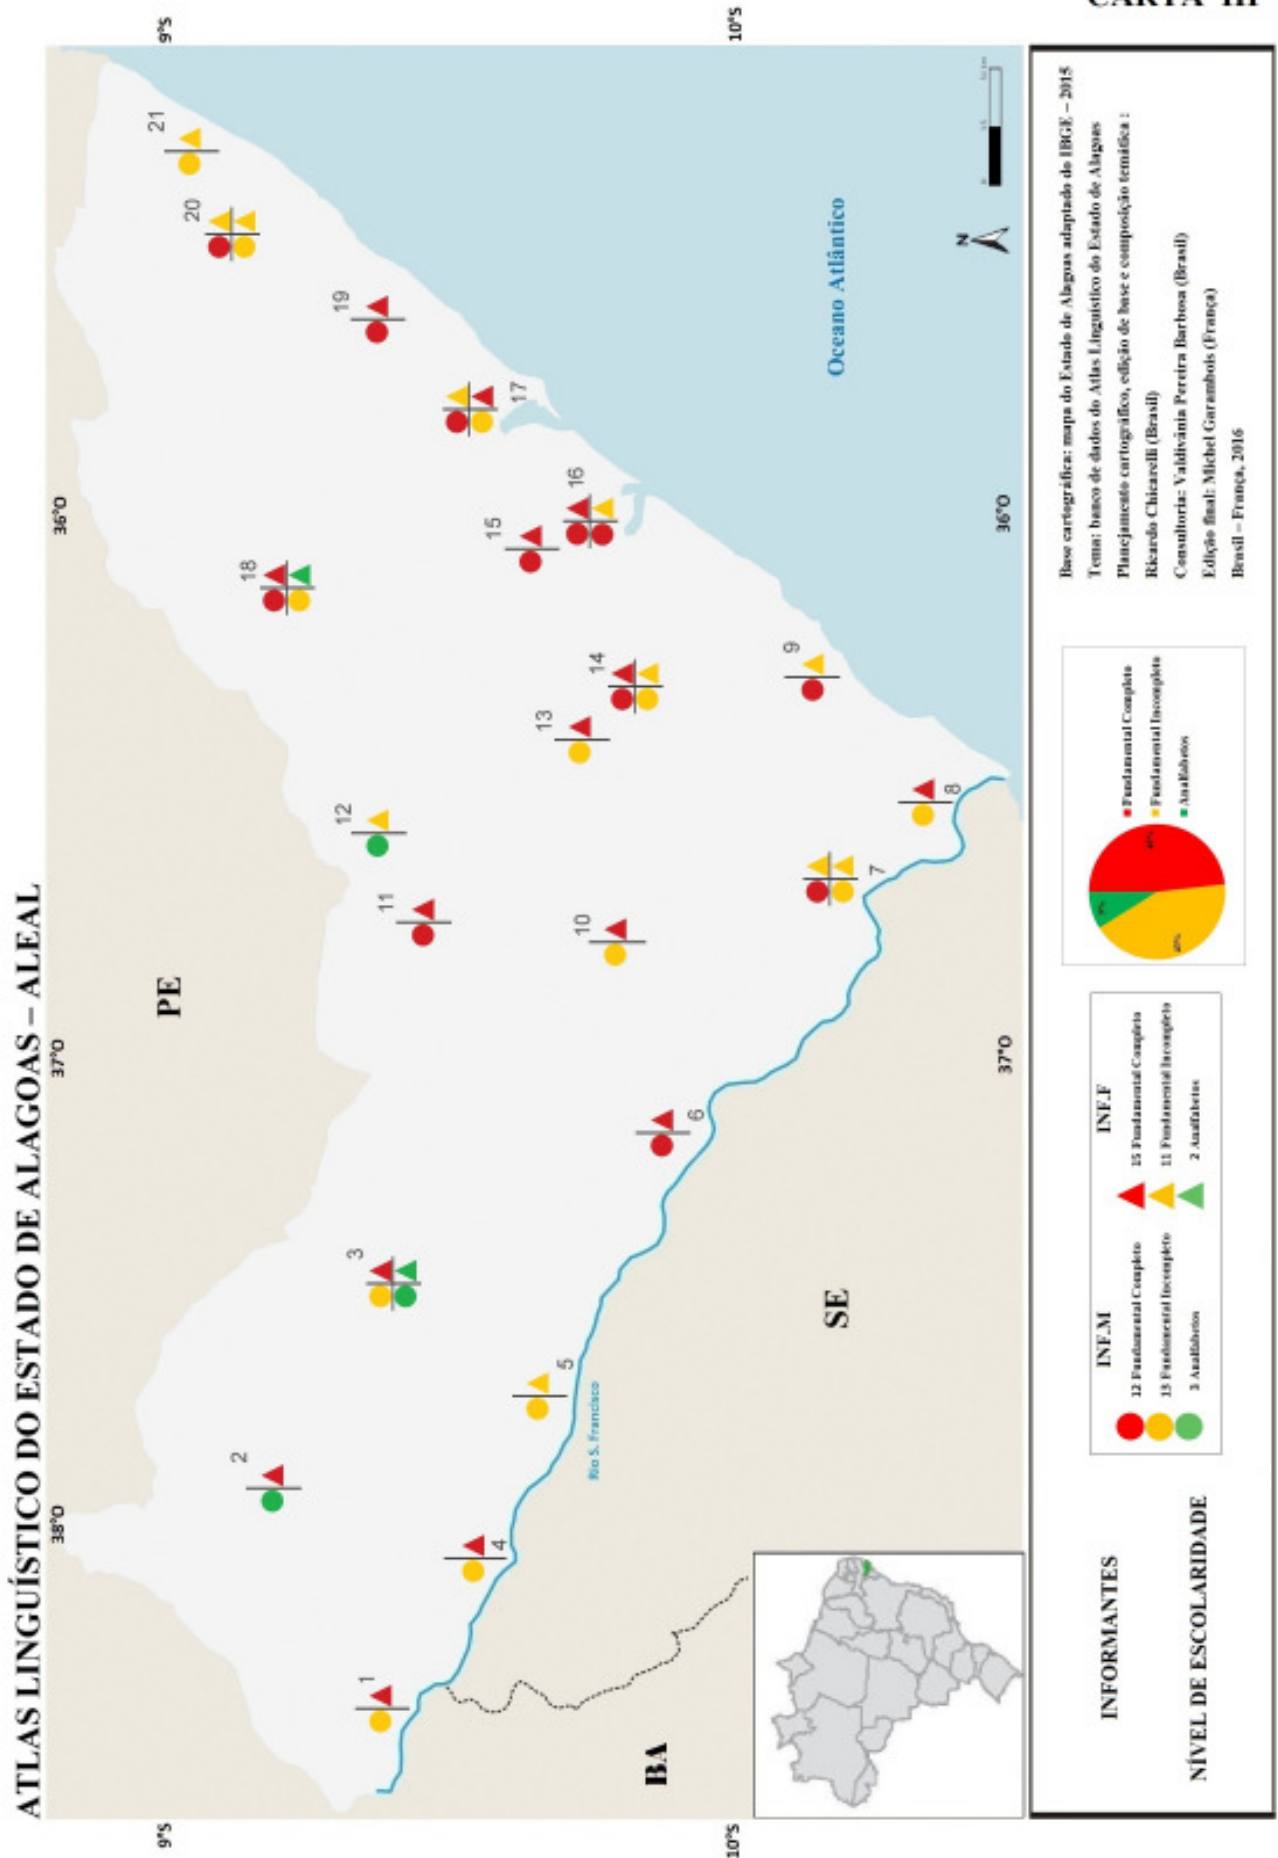 CARTA III
ATLAS LINGUÍSTICO DO ESTADO DE ALAGOAS – ALEAL
38°O
37°O
36°O
9°S
9°S
10°S
10°S
37°O
36°O
PE
BA
SE
Rio S. Francisco
Oceano Atlântico
N
1
2
3
4
5
6
7
8
9
10
11
12
13
14
15
16
17
18
19
20
21
INFORMANTES
NÍVEL DE ESCOLARIDADE
INF.M
12 Fundamental Completo
13 Fundamental Incompleto
3 Analfabetos
INF.F
15 Fundamental Completo
11 Fundamental Incompleto
2 Analfabetos
Fundamental Completo
Fundamental Incompleto
Analfabetos
Base cartográfica: mapa do Estado de Alagoas adaptado do IBGE – 2015
Tema: banco de dados do Atlas Linguístico do Estado de Alagoas
Planejamento cartográfico, edição de base e composição temática :
Ricardo Chicarelli (Brasil)
Consultoria: Valdivânia Pereira Barbosa (Brasil)
Edição final: Michel Garambois (França)
Brasil – França, 2016